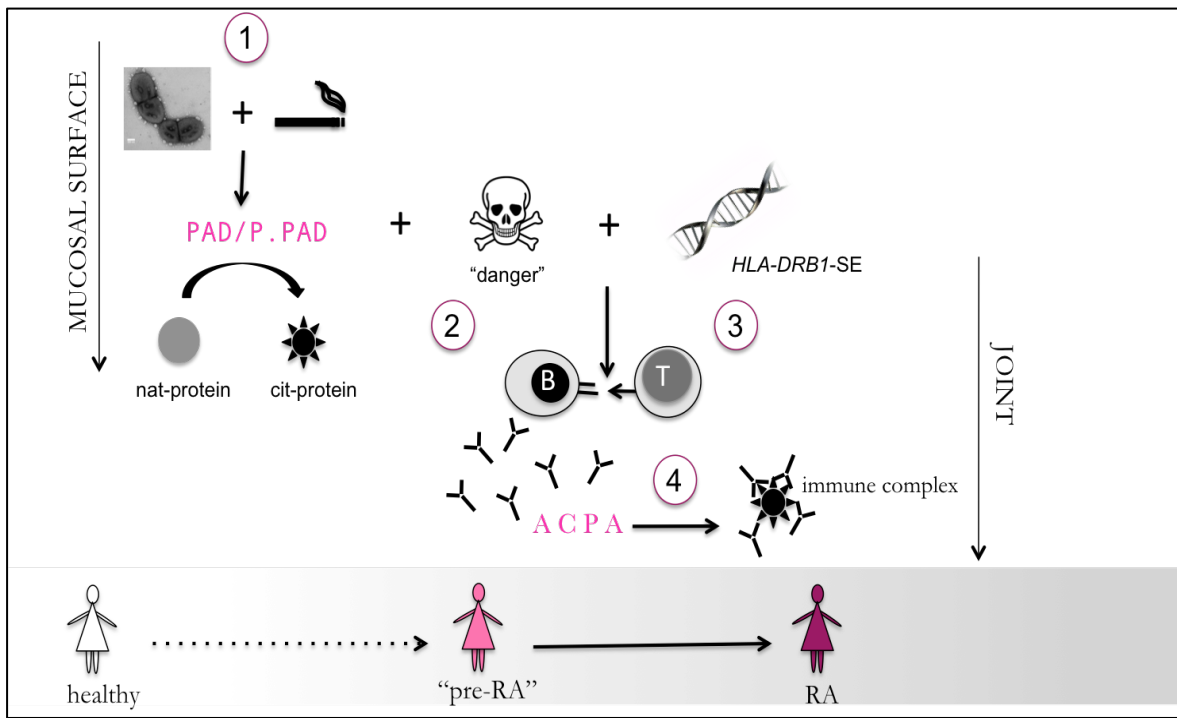 1
MUCOSAL SURFACE
+
PAD/P.PAD
+
+
"danger"
HLA-DRB1-SE
2
3
nat-protein
cit-protein
B
T
JOINT
4
immune complex
ACPA
healthy
"pre-RA"
RA